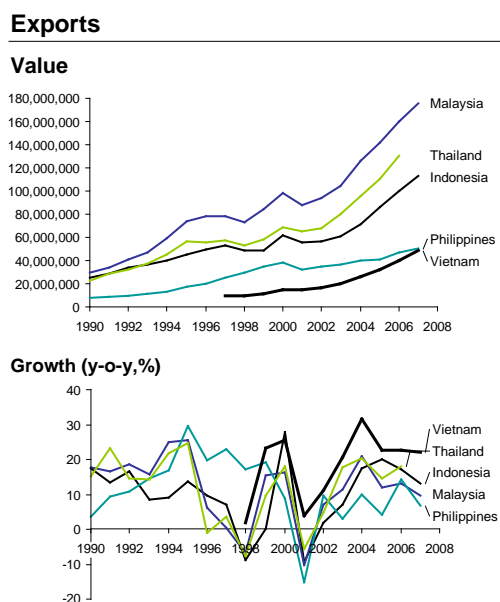 Exports
Value
180,000,000
160,000,000
140,000,000
120,000,000
100,000,000
80,000,000
60,000,000
40,000,000
20,000,000
0
Malaysia
Thailand
Indonesia
Philippines
Vietnam
1990 1992 1994 1996 1998 2000 2002 2004 2006 2008
Growth (y-o-y,%)
40
30
20
10
0
-10
-20
1990 1992 1994 1996 1998 2000 2002 2004 2006 2008
Vietnam
Thailand
Indonesia
Malaysia
Philippines